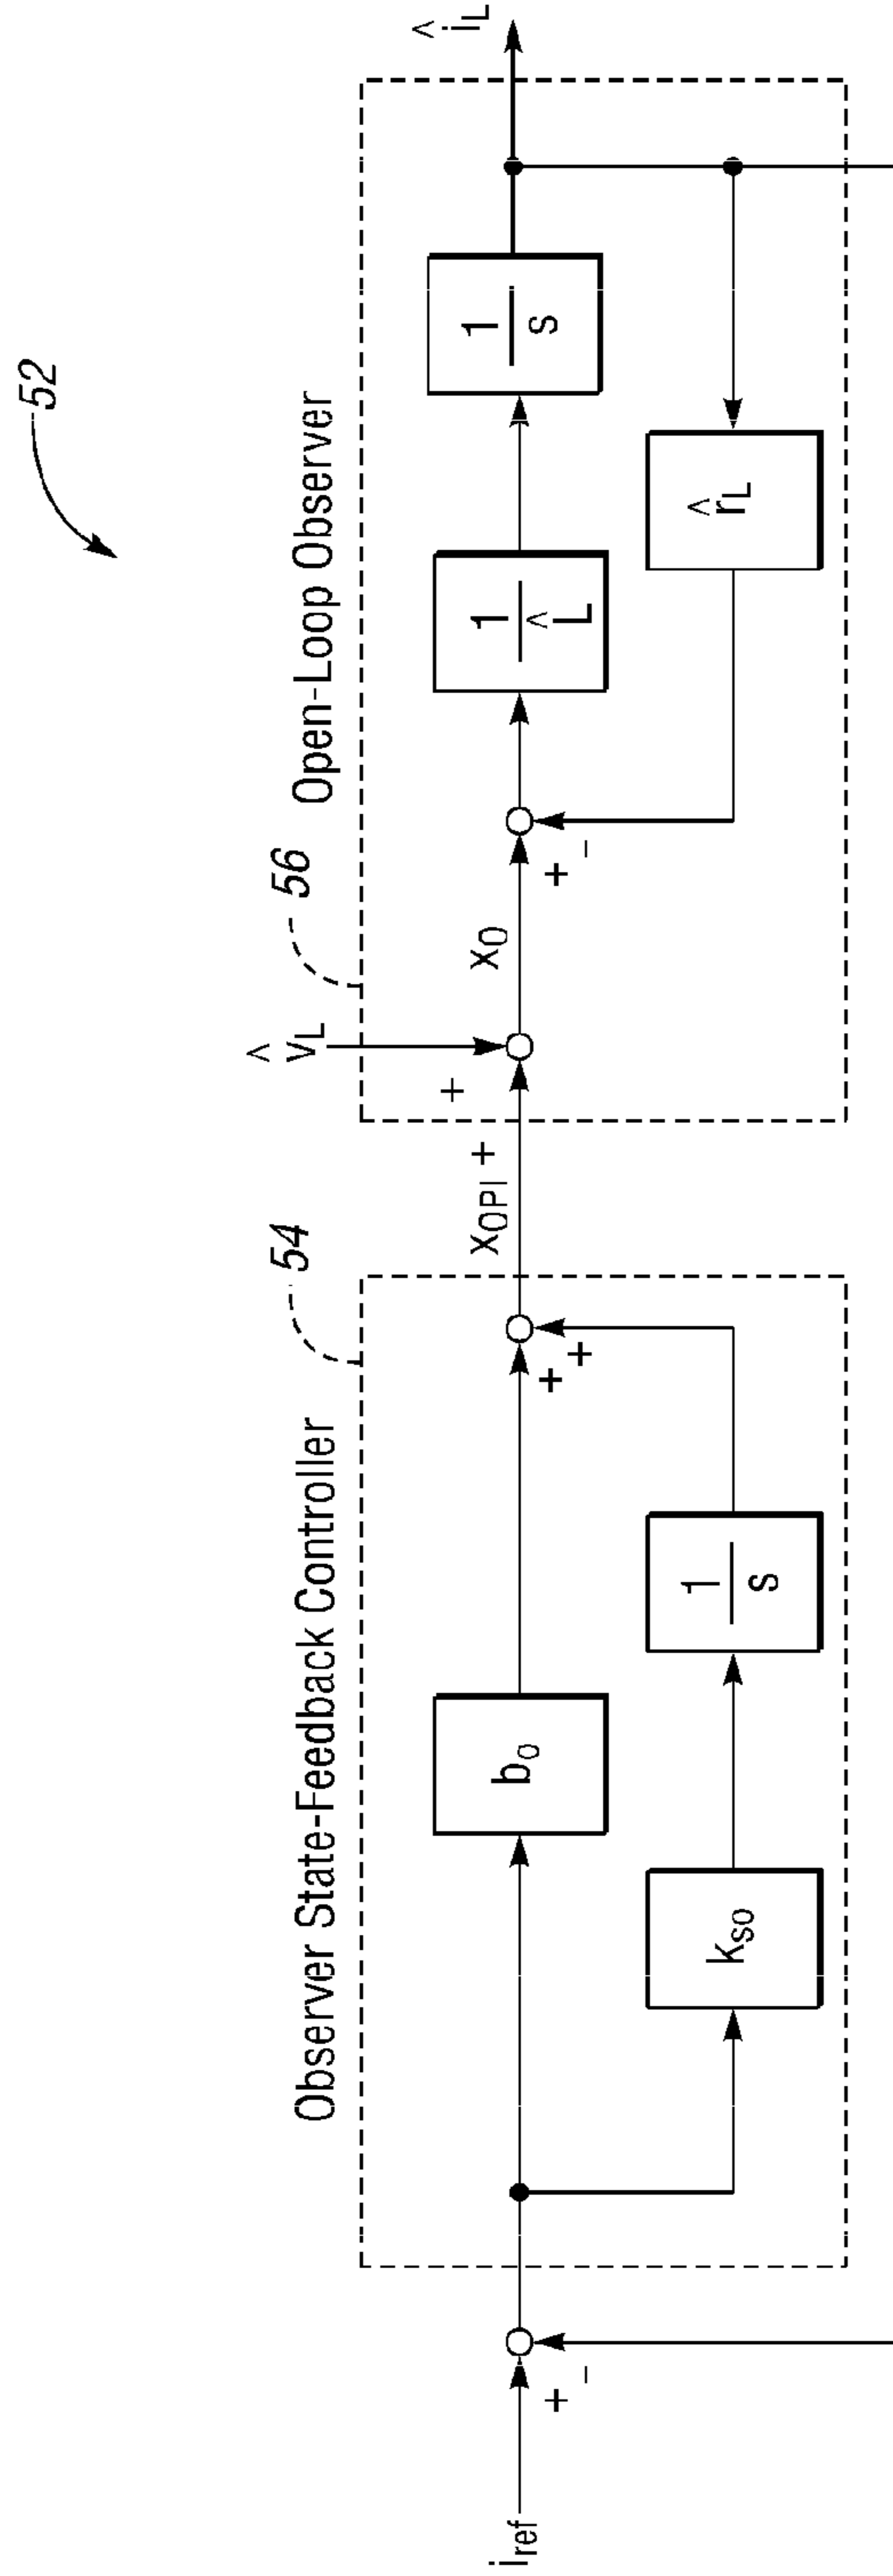 52
Observer State-Feedback Controller
54
56
Open-Loop Observer
i_ref
+
-
b_o
k_so
1
s
+
+
x_OPI
+
+
v̂_L
x_O
+
-
1
L̂
1
s
r̂_L
î_L